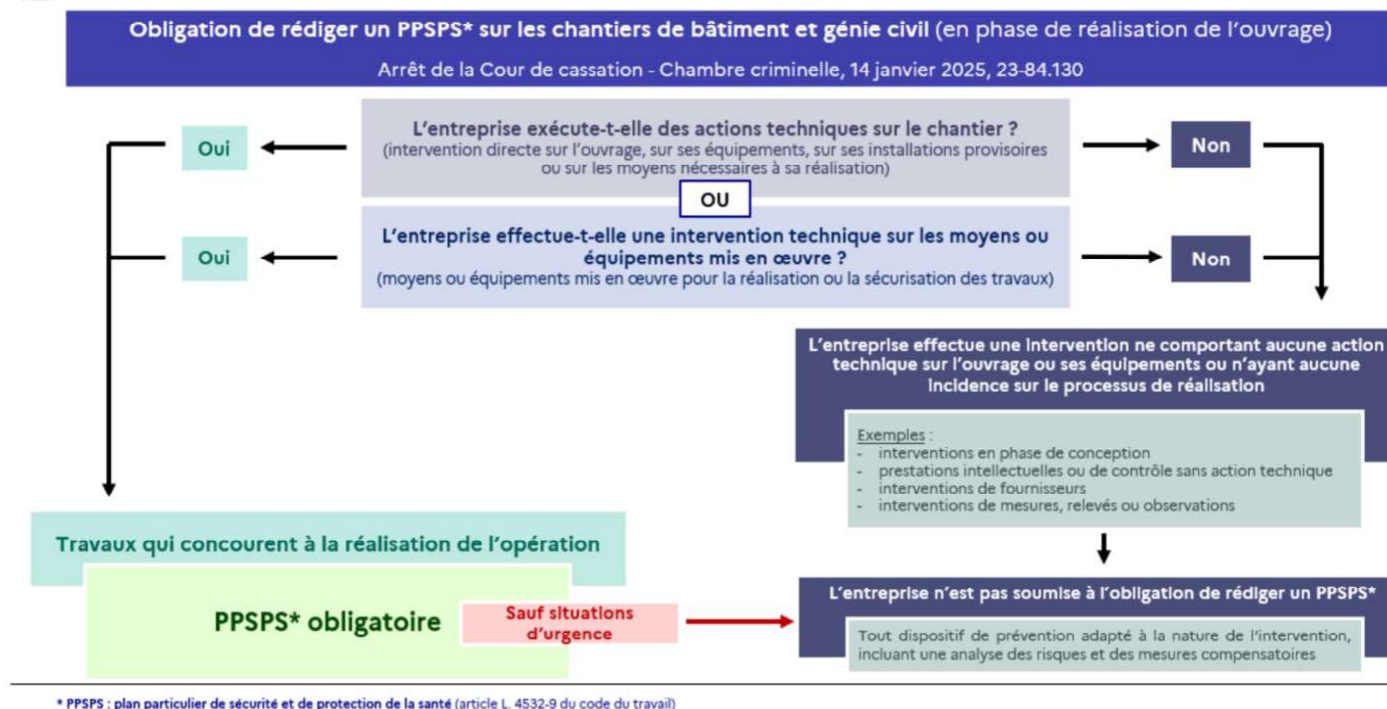 Obligation de rédiger un PPSPS* sur les chantiers de bâtiment et génie civil (en phase de réalisation de l'ouvrage)
Arrêt de la Cour de cassation - Chambre criminelle, 14 janvier 2025, 23-84.130
Oui
L'entreprise exécute-t-elle des actions techniques sur le chantier ?
(intervention directe sur l'ouvrage, sur ses équipements, sur ses installations provisoires
ou sur les moyens nécessaires à sa réalisation)
Non
OU
Oui
L'entreprise effectue-t-elle une intervention technique sur les moyens ou
équipements mis en œuvre ?
(moyens ou équipements mis en œuvre pour la réalisation ou la sécurisation des travaux)
Non
L'entreprise effectue une intervention ne comportant aucune action
technique sur l'ouvrage ou ses équipements ou n'ayant aucune
incidence sur le processus de réalisation
Exemples :
- interventions en phase de conception
- prestations intellectuelles ou de contrôle sans action technique
- interventions de fournisseurs
- interventions de mesures, relevés ou observations
Travaux qui concourent à la réalisation de l'opération
PPSPS* obligatoire
Sauf situations
d'urgence
L'entreprise n'est pas soumise à l'obligation de rédiger un PPSPS*
Tout dispositif de prévention adapté à la nature de l'intervention,
incluant une analyse des risques et des mesures compensatoires
* PPSPS : plan particulier de sécurité et de protection de la santé (article L. 4532-9 du code du travail)